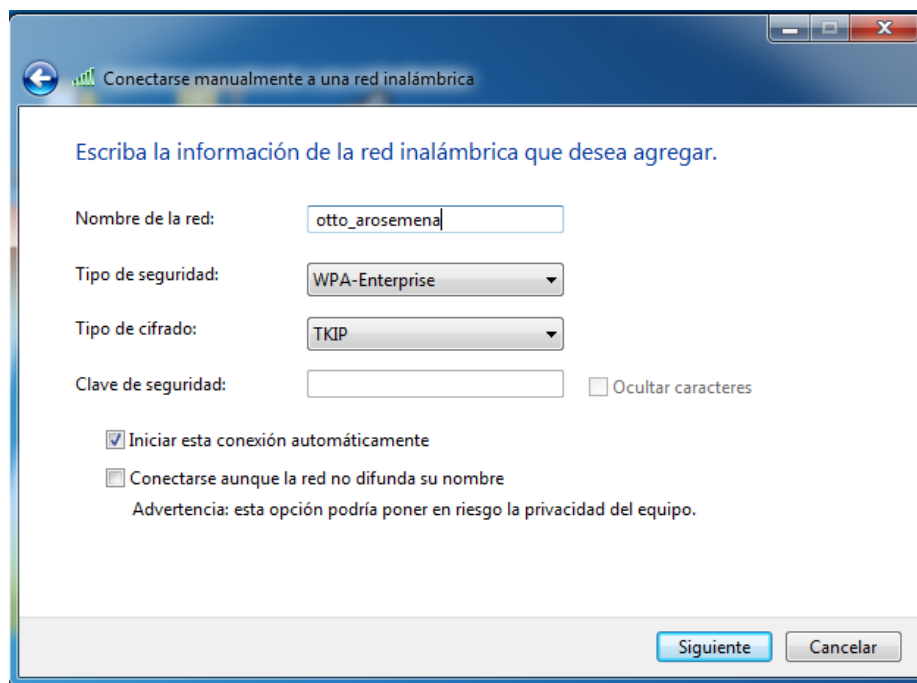 Conectarse manualmente a una red inalámbrica
Escriba la información de la red inalámbrica que desea agregar.
Nombre de la red: otto_arosemena
Tipo de seguridad: WPA-Enterprise
Tipo de cifrado: TKIP
Clave de seguridad: Ocultar caracteres
Iniciar esta conexión automáticamente
Conectarse aunque la red no difunda su nombre
Advertencia: esta opción podría poner en riesgo la privacidad del equipo.
Siguiente Cancelar